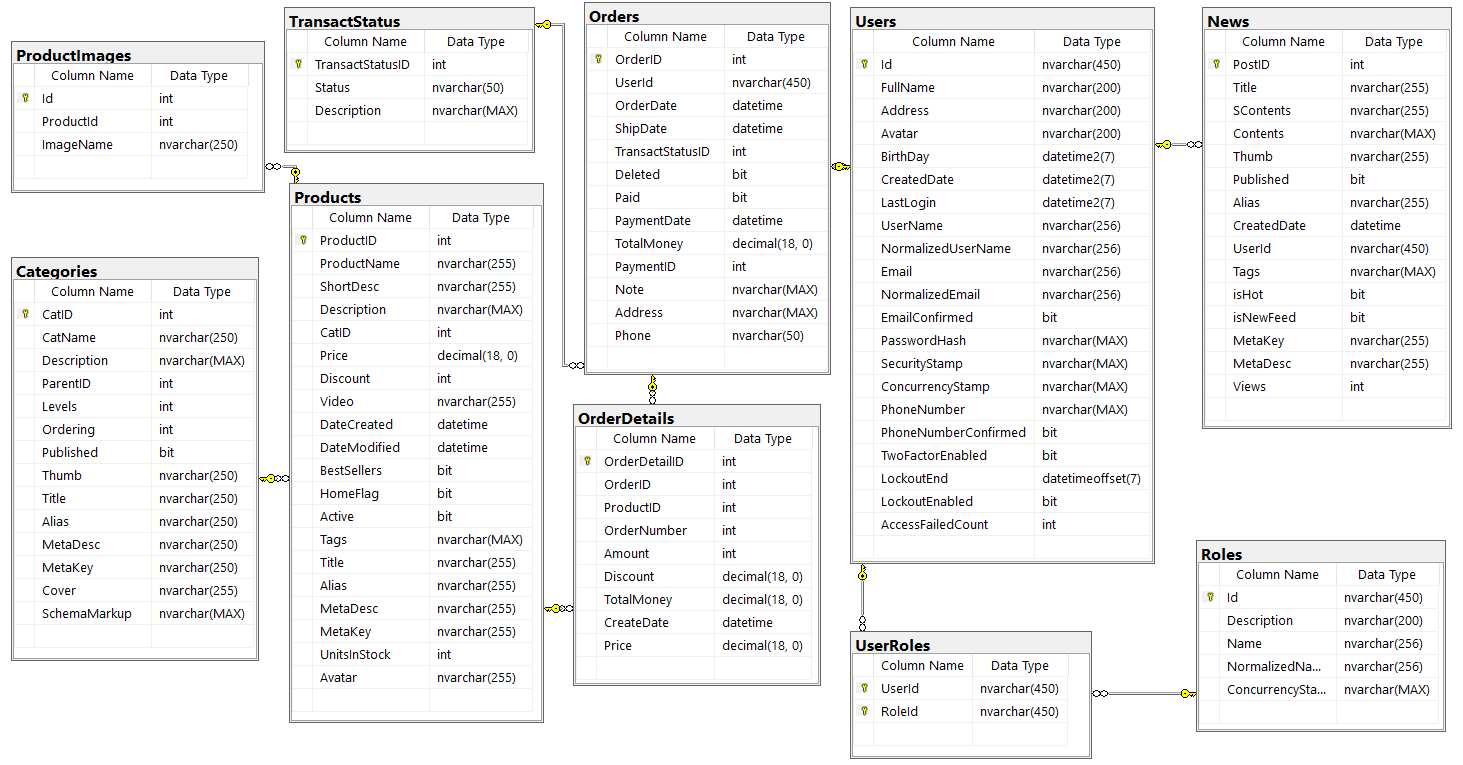 ProductImages
Column Name Data Type
Id int
ProductId int
ImageName nvarchar(250)
TransactStatus
Column Name Data Type
TransactStatusID int
Status nvarchar(50)
Description nvarchar(MAX)
Orders
Column Name Data Type
OrderID int
UserId nvarchar(450)
OrderDate datetime
ShipDate datetime
TransactStatusID int
Deleted bit
Paid bit
PaymentDate datetime
TotalMoney decimal(18, 0)
PaymentID int
Note nvarchar(MAX)
Address nvarchar(MAX)
Phone nvarchar(50)
Users
Column Name Data Type
Id nvarchar(450)
FullName nvarchar(200)
Address nvarchar(200)
Avatar nvarchar(200)
BirthDay datetime2(7)
CreatedDate datetime2(7)
LastLogin datetime2(7)
UserName nvarchar(256)
NormalizedUserName nvarchar(256)
Email nvarchar(256)
NormalizedEmail nvarchar(256)
EmailConfirmed bit
PasswordHash nvarchar(MAX)
SecurityStamp nvarchar(MAX)
ConcurrencyStamp nvarchar(MAX)
PhoneNumber nvarchar(MAX)
PhoneNumberConfirmed bit
TwoFactorEnabled bit
LockoutEnd datetimeoffset(7)
LockoutEnabled bit
AccessFailedCount int
News
Column Name Data Type
PostID int
Title nvarchar(255)
SContents nvarchar(255)
Contents nvarchar(MAX)
Thumb nvarchar(255)
Published bit
Alias nvarchar(255)
CreatedDate datetime
UserId nvarchar(450)
Tags nvarchar(MAX)
isHot bit
isNewFeed bit
MetaKey nvarchar(255)
MetaDesc nvarchar(255)
Views int
Categories
Column Name Data Type
CatID int
CatName nvarchar(250)
Description nvarchar(MAX)
ParentID int
Levels int
Ordering int
Published bit
Thumb nvarchar(250)
Title nvarchar(250)
Alias nvarchar(250)
MetaDesc nvarchar(250)
MetaKey nvarchar(250)
Cover nvarchar(255)
SchemaMarkup nvarchar(MAX)
Products
Column Name Data Type
ProductID int
ProductName nvarchar(255)
ShortDesc nvarchar(255)
Description nvarchar(MAX)
CatID int
Price decimal(18, 0)
Discount int
Video nvarchar(255)
DateCreated datetime
DateModified datetime
BestSellers bit
HomeFlag bit
Active bit
Tags nvarchar(MAX)
Title nvarchar(255)
Alias nvarchar(255)
MetaDesc nvarchar(255)
MetaKey nvarchar(255)
UnitsInStock int
Avatar nvarchar(255)
OrderDetails
Column Name Data Type
OrderDetailID int
OrderID int
ProductID int
OrderNumber int
Amount int
Discount decimal(18, 0)
TotalMoney decimal(18, 0)
CreateDate datetime
Price decimal(18, 0)
UserRoles
Column Name Data Type
UserId nvarchar(450)
RoleId nvarchar(450)
Roles
Column Name Data Type
Id nvarchar(450)
Description nvarchar(200)
Name nvarchar(256)
NormalizedNa... nvarchar(256)
ConcurrencySta... nvarchar(MAX)